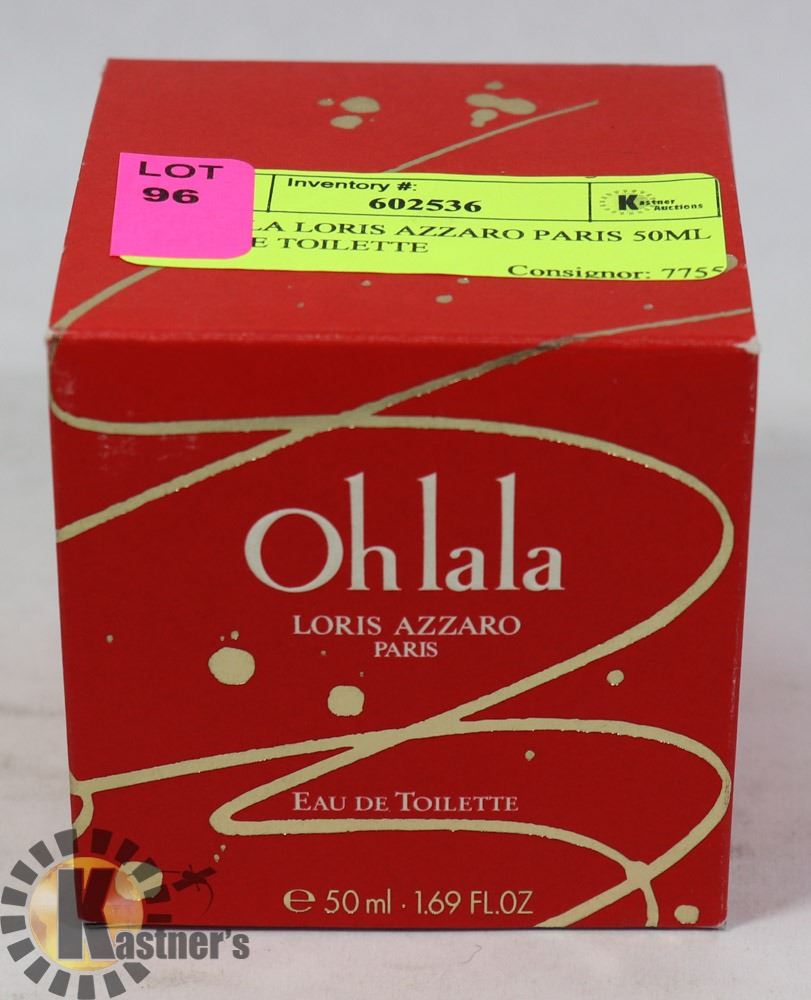 LOT
96
Inventory #:
602536
Kastner
Auctions
LA LORIS AZZARO PARIS 50ML
E TOILETTE
Consignor: 7755
Oh lala
LORIS AZZARO
PARIS
EAU DE TOILETTE
℮ 50 ml · 1.69 FL.OZ
Kastner's